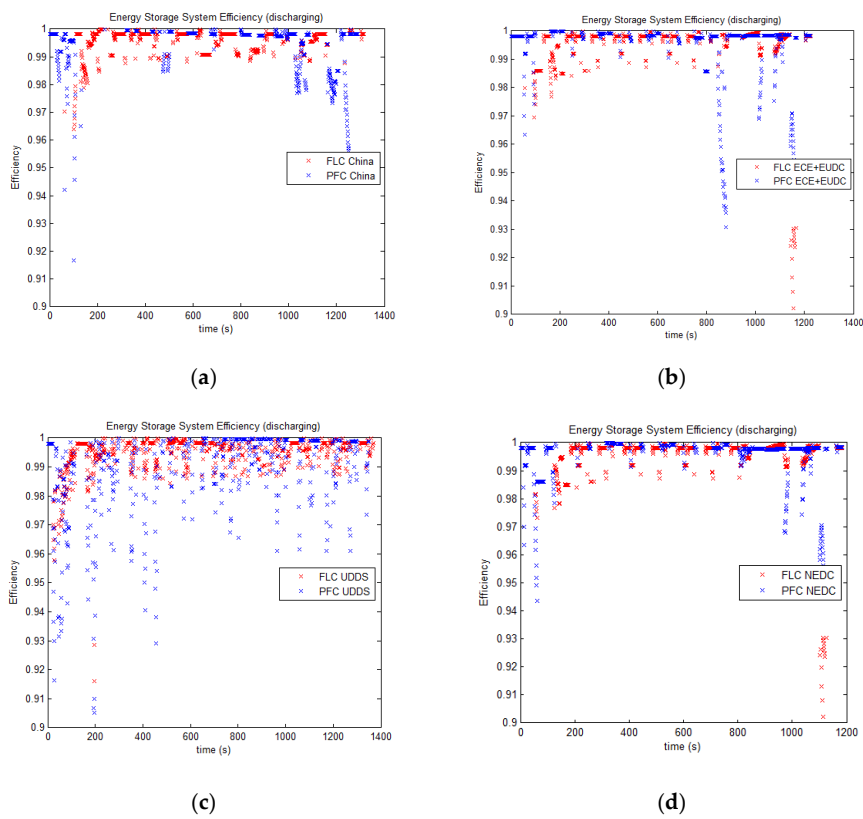 Energy Storage System Efficiency (discharging)
1
0.99
0.98
0.97
0.96
0.95
0.94
0.93
0.92
0.91
0.9
Efficiency
FLC China
PFC China
0 200 400 600 800 1000 1200 1400
time (s)
(a)
Energy Storage System Efficiency (discharging)
1
0.99
0.98
0.97
0.96
0.95
0.94
0.93
0.92
0.91
0.9
Efficiency
FLC ECE+EUDC
PFC ECE+EUDC
0 200 400 600 800 1000 1200 1400
time (s)
(b)
Energy Storage System Efficiency (discharging)
1
0.99
0.98
0.97
0.96
0.95
0.94
0.93
0.92
0.91
0.9
Efficiency
FLC UDDS
PFC UDDS
0 200 400 600 800 1000 1200 1400
time (s)
(c)
Energy Storage System Efficiency (discharging)
1
0.99
0.98
0.97
0.96
0.95
0.94
0.93
0.92
0.91
0.9
Efficiency
FLC NEDC
PFC NEDC
0 200 400 600 800 1000 1200
time (s)
(d)